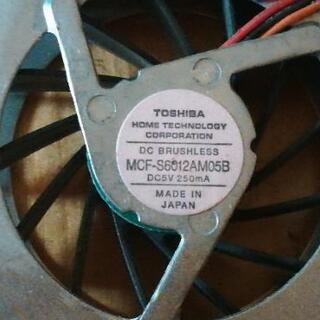 TOSHIBA
HOME TECHNOLOGY
CORPORATION
DC BRUSHLESS
MCF-S6012AM05B
DC5V 250mA
MADE IN
JAPAN